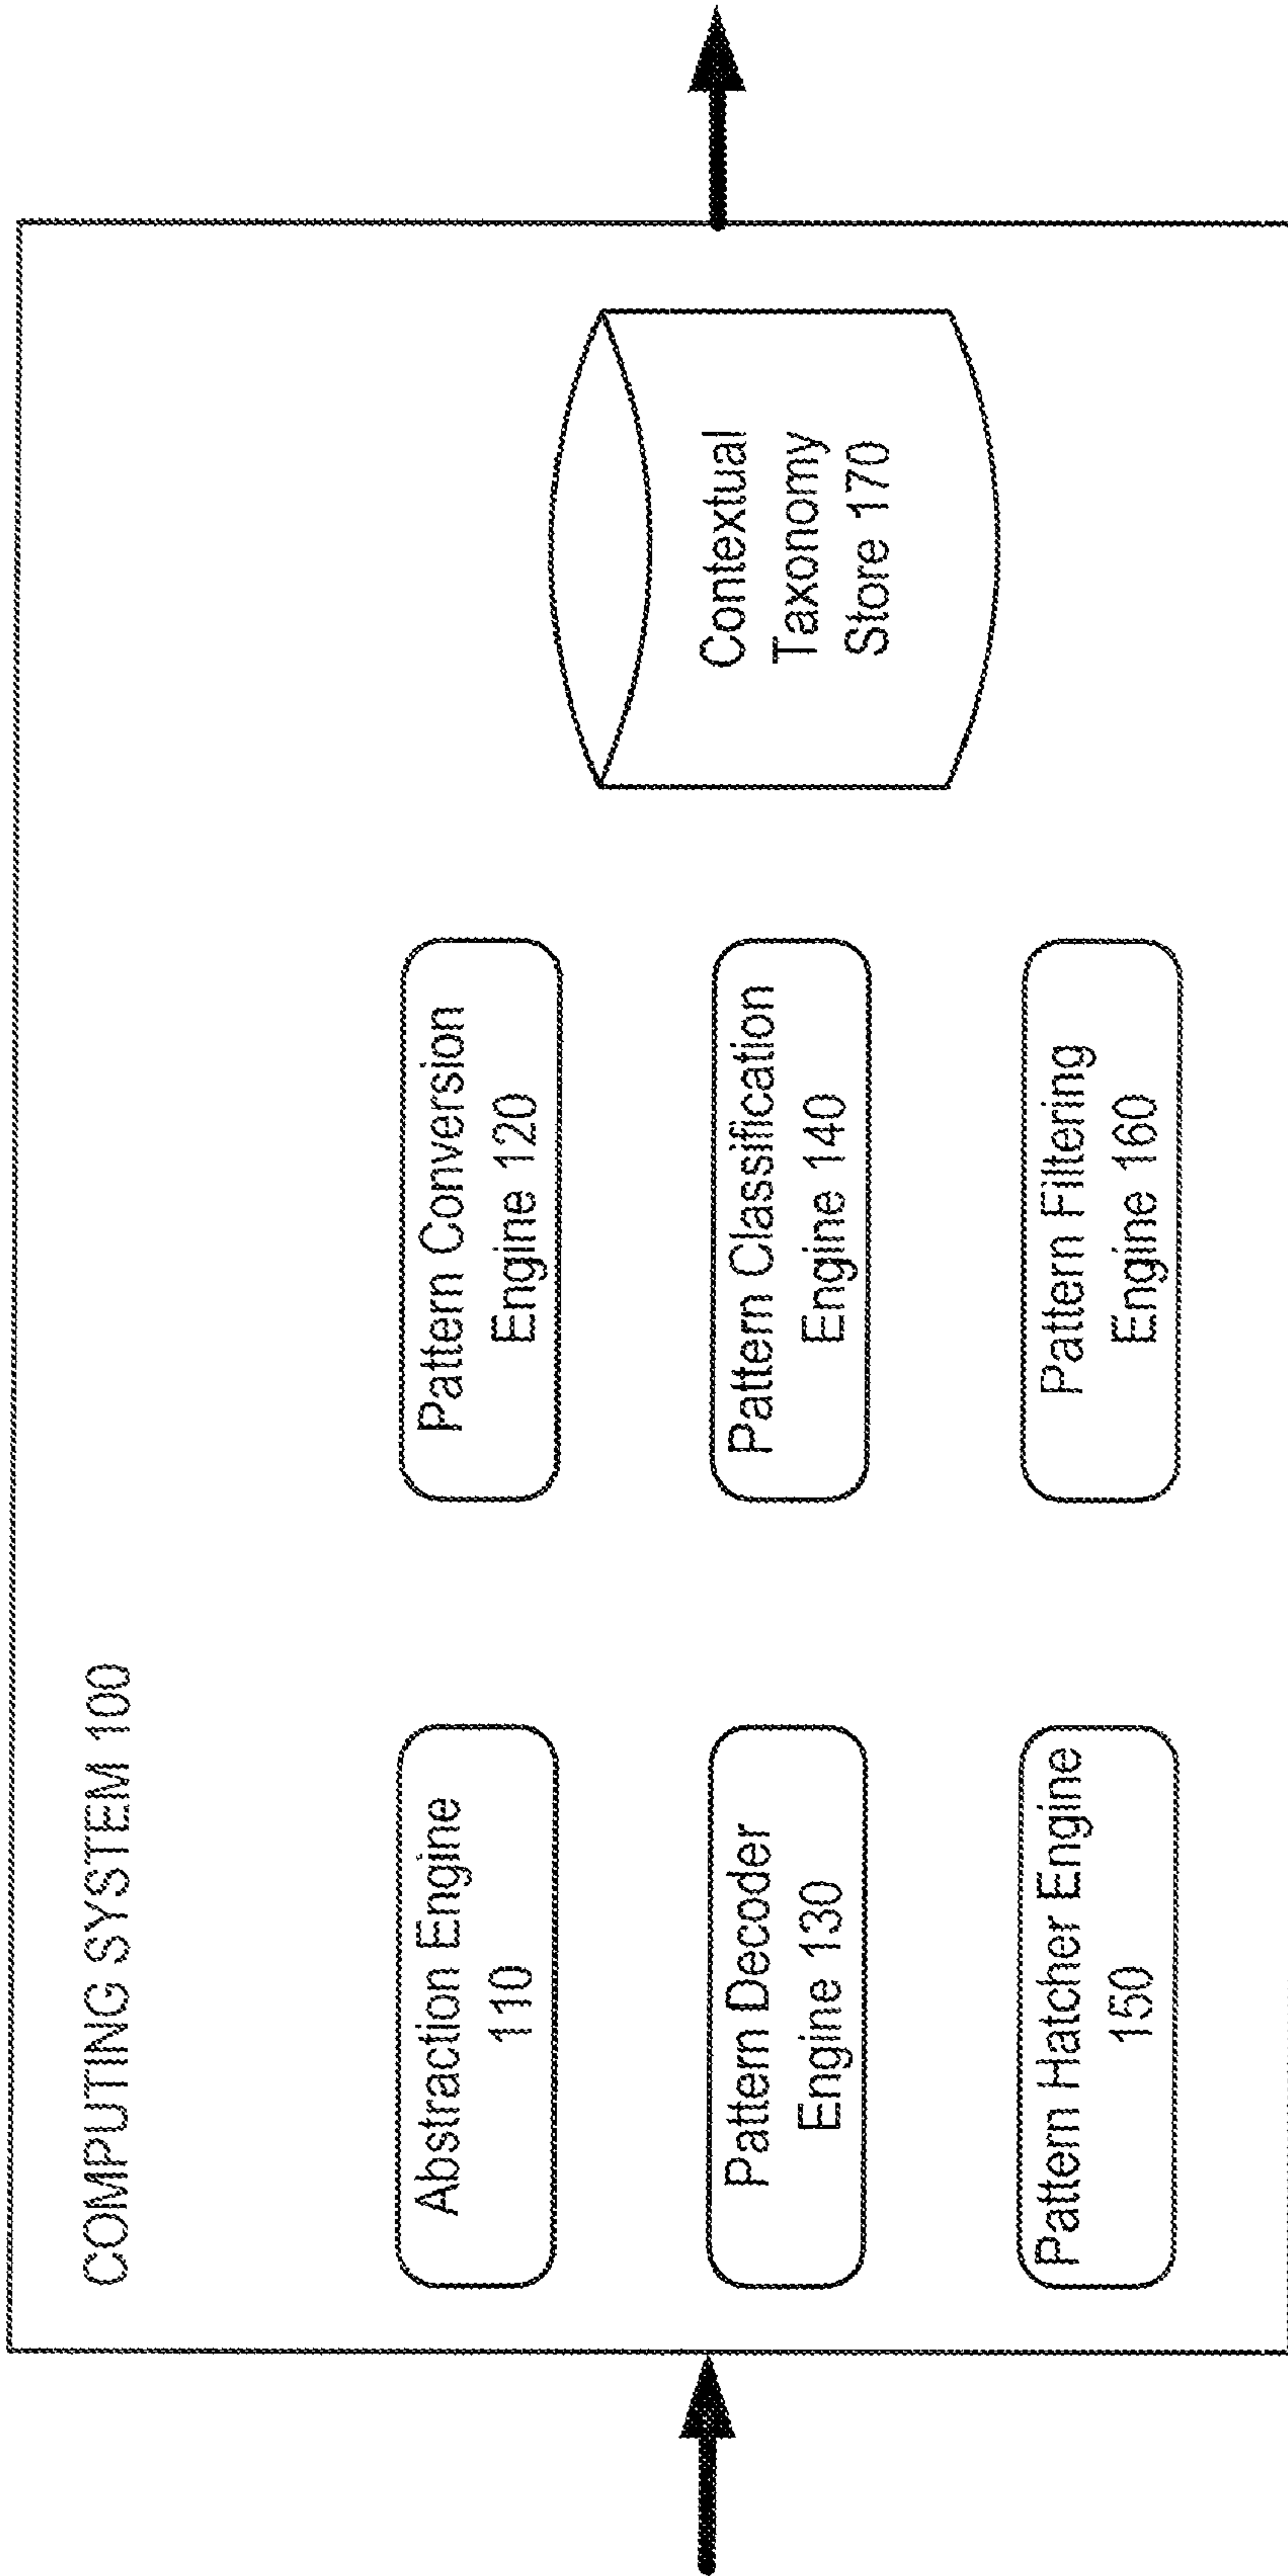 COMPUTING SYSTEM 100
Abstraction Engine
110
Pattern Conversion
Engine 120
Pattern Decoder
Engine 130
Pattern Classification
Engine 140
Pattern Hatcher Engine
150
Pattern Filtering
Engine 160
Contextual
Taxonomy
Store 170